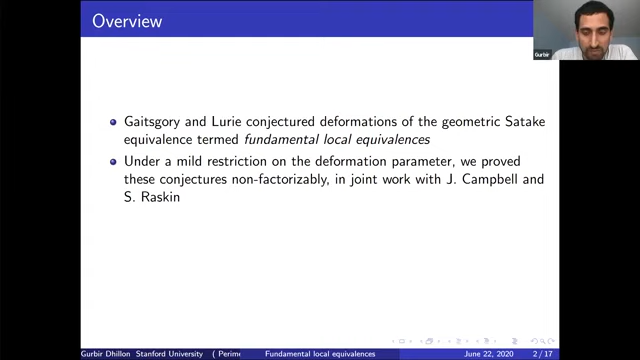 Overview
Gurbir
Gaitsgory and Lurie conjectured deformations of the geometric Satake
equivalence termed fundamental local equivalences
Under a mild restriction on the deformation parameter, we proved
these conjectures non-factorizably, in joint work with J. Campbell and
S. Raskin
Gurbir Dhillon Stanford University ( Perime Fundamental local equivalences June 22, 2020 2 / 17